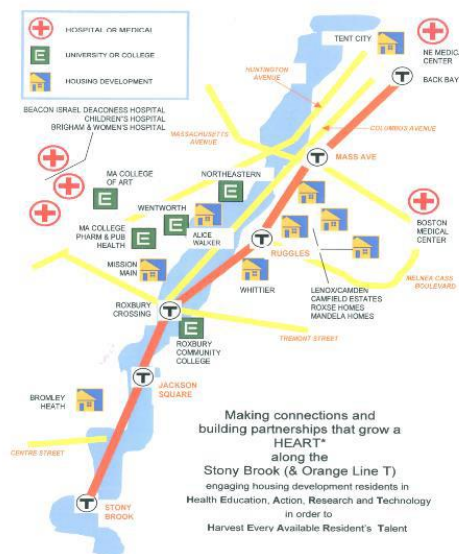 HOSPITAL OR MEDICAL
E
UNIVERSITY OR COLLEGE
HOUSING DEVELOPMENT
TENT CITY
NE MEDIC
CENTER
HUNTINGTON
AVENUE
T
BACK BAY
BEACON ISRAEL DEACONESS HOSPITAL
CHILDREN'S HOSPITAL
BRIGHAM & WOMEN'S HOSPITAL
MASSACHUSETTS
AVENUE
COLUMBUS AVENUE
T
MASS AVE
MA COLLEGE
OF ART
E
NORTHEASTERN
E
WENTWORTH
E
ALICE
WALKER
MA COLLEGE
PHARM & PUB
HEALTH
E
BOSTON
MEDICAL
CENTER
T
RUGGLES
MISSION
MAIN
WHITTIER
MELNEA CASS
BOULEVARD
LENOX/CAMDEN
CAMFIELD ESTATES
ROXSE HOMES
MANDELA HOMES
ROXBURY
CROSSING
T
E
ROXBURY
COMMUNITY
COLLEGE
TREMONT STREET
T
JACKSON
SQUARE
BROMLEY
HEATH
CENTRE STREET
T
STONY
BROOK
Making connections and
building partnerships that grow a
HEART*
along the
Stony Brook (& Orange Line T)
engaging housing development residents in
Health Education, Action, Research and Technology
in order to
Harvest Every Available Resident's Talent